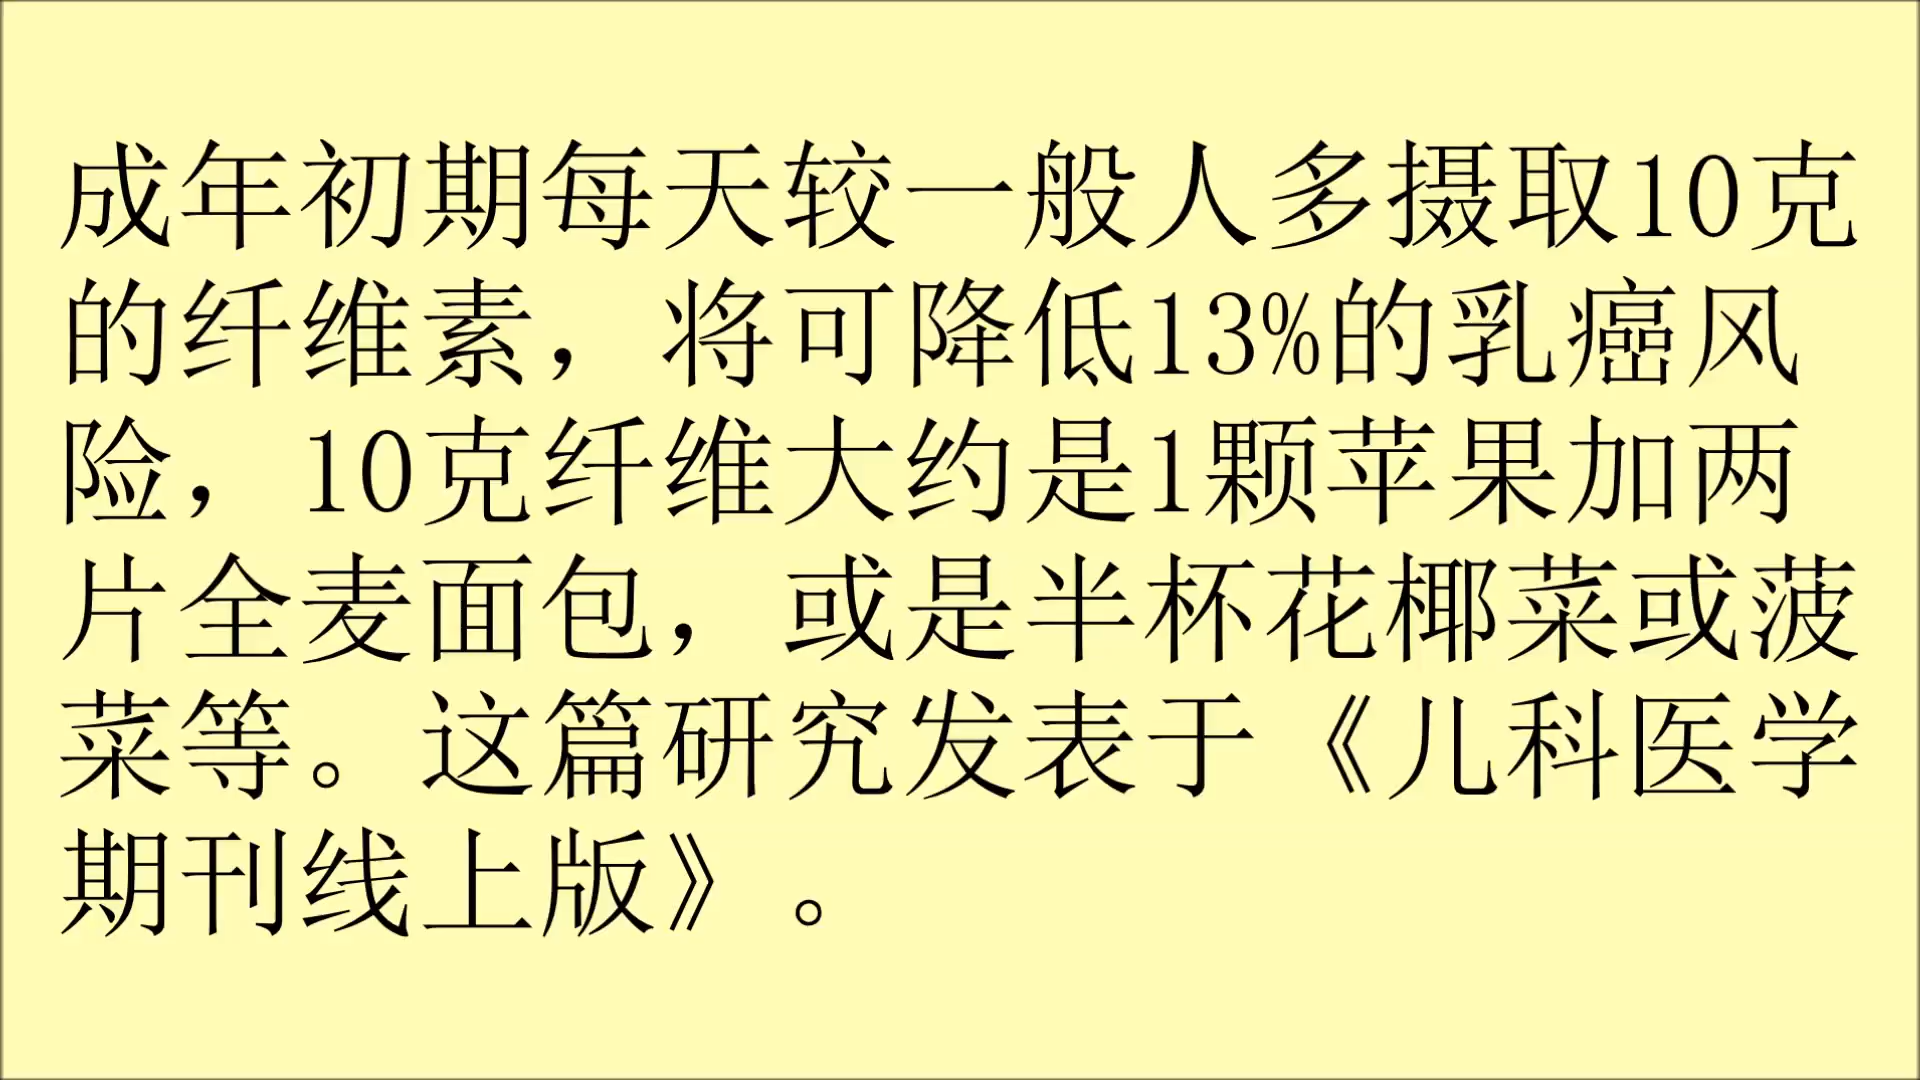 成年初期每天较一般人多摄取10克
的纤维素，将可降低13%的乳癌风
险，10克纤维大约是1颗苹果加两
片全麦面包，或是半杯花椰菜或菠
菜等。这篇研究发表于《儿科医学
期刊线上版》。